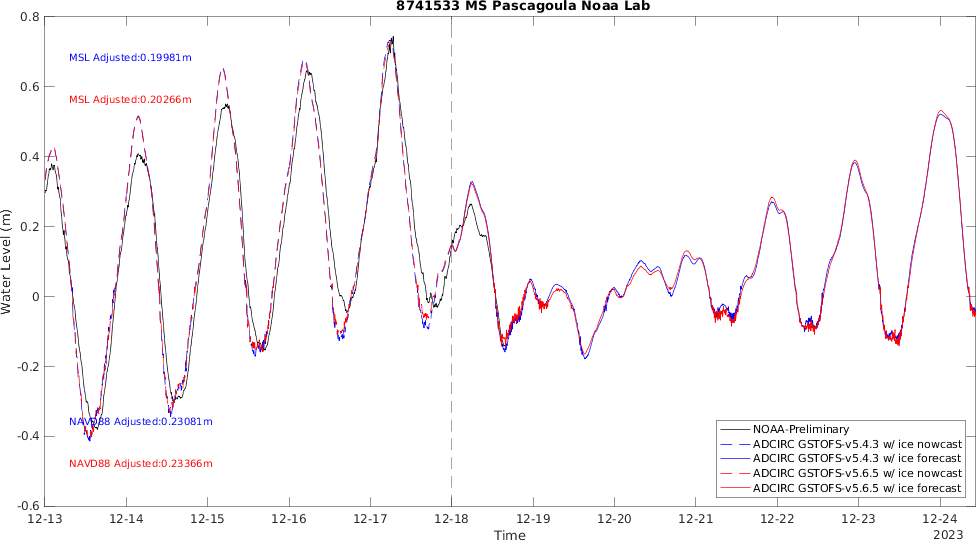 8741533 MS Pascagoula Noaa Lab
0.8
0.6
0.4
0.2
0
-0.2
-0.4
-0.6
Water Level (m)
MSL Adjusted:0.19981m
MSL Adjusted:0.20266m
NAVD88 Adjusted:0.23081m
NAVD88 Adjusted:0.23366m
NOAA-Preliminary
ADCIRC GSTOFS-v5.4.3 w/ ice nowcast
ADCIRC GSTOFS-v5.4.3 w/ ice forecast
ADCIRC GSTOFS-v5.6.5 w/ ice nowcast
ADCIRC GSTOFS-v5.6.5 w/ ice forecast
12-13 12-14 12-15 12-16 12-17 12-18 12-19 12-20 12-21 12-22 12-23 12-24
Time
2023